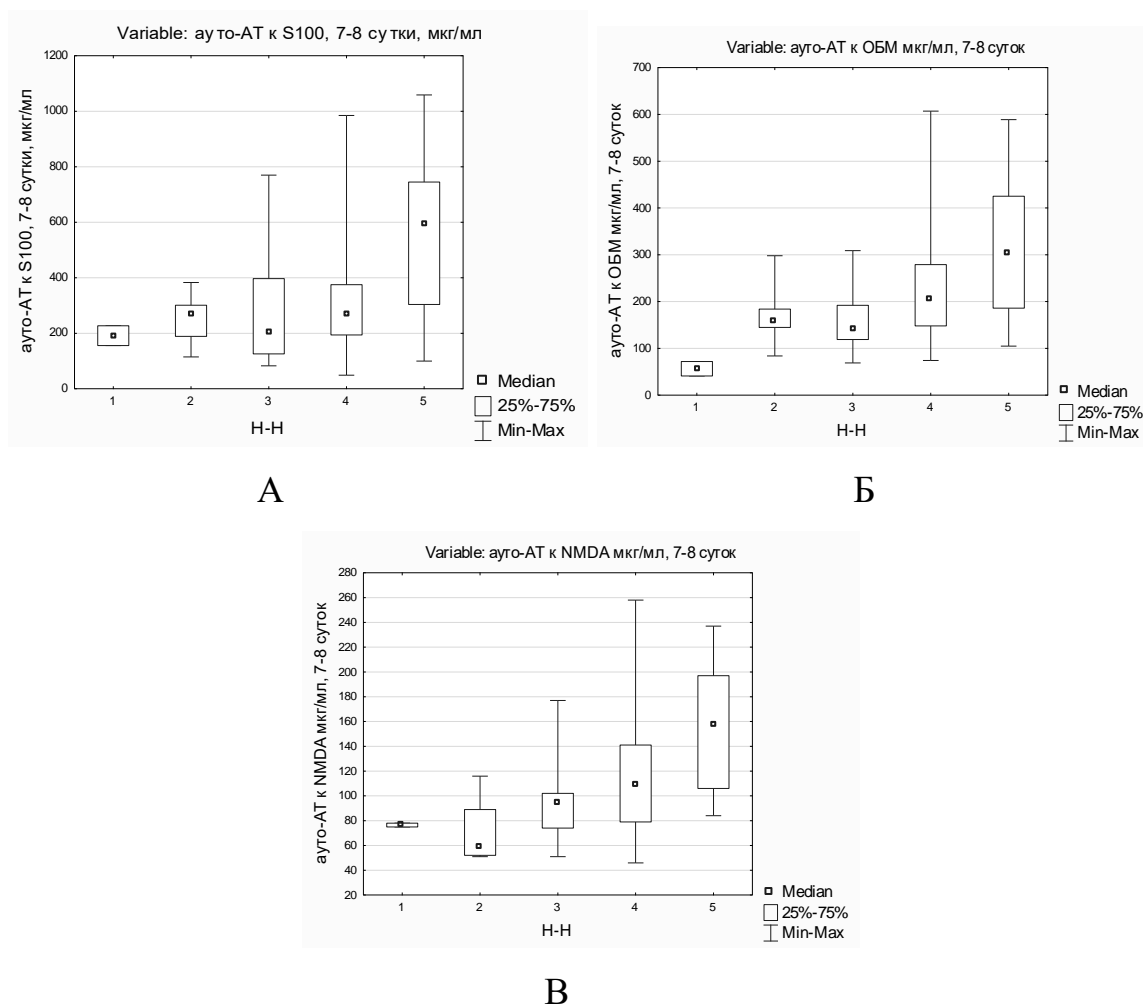 Variable: ауто-АТ к S100, 7-8 сутки, мкг/мл
ауто-АТ к S100, 7-8 сутки, мкг/мл
1200
1000
800
600
400
200
0
1 2 3 4 5
H-H
Median
25%-75%
Min-Max
А
Variable: ауто-АТ к ОБМ мкг/мл, 7-8 суток
ауто-АТ к ОБМ мкг/мл, 7-8 суток
700
600
500
400
300
200
100
0
1 2 3 4 5
H-H
Median
25%-75%
Min-Max
Б
Variable: ауто-АТ к NMDA мкг/мл, 7-8 суток
ауто-АТ к NMDA мкг/мл, 7-8 суток
280
260
240
220
200
180
160
140
120
100
80
60
40
20
1 2 3 4 5
H-H
Median
25%-75%
Min-Max
В